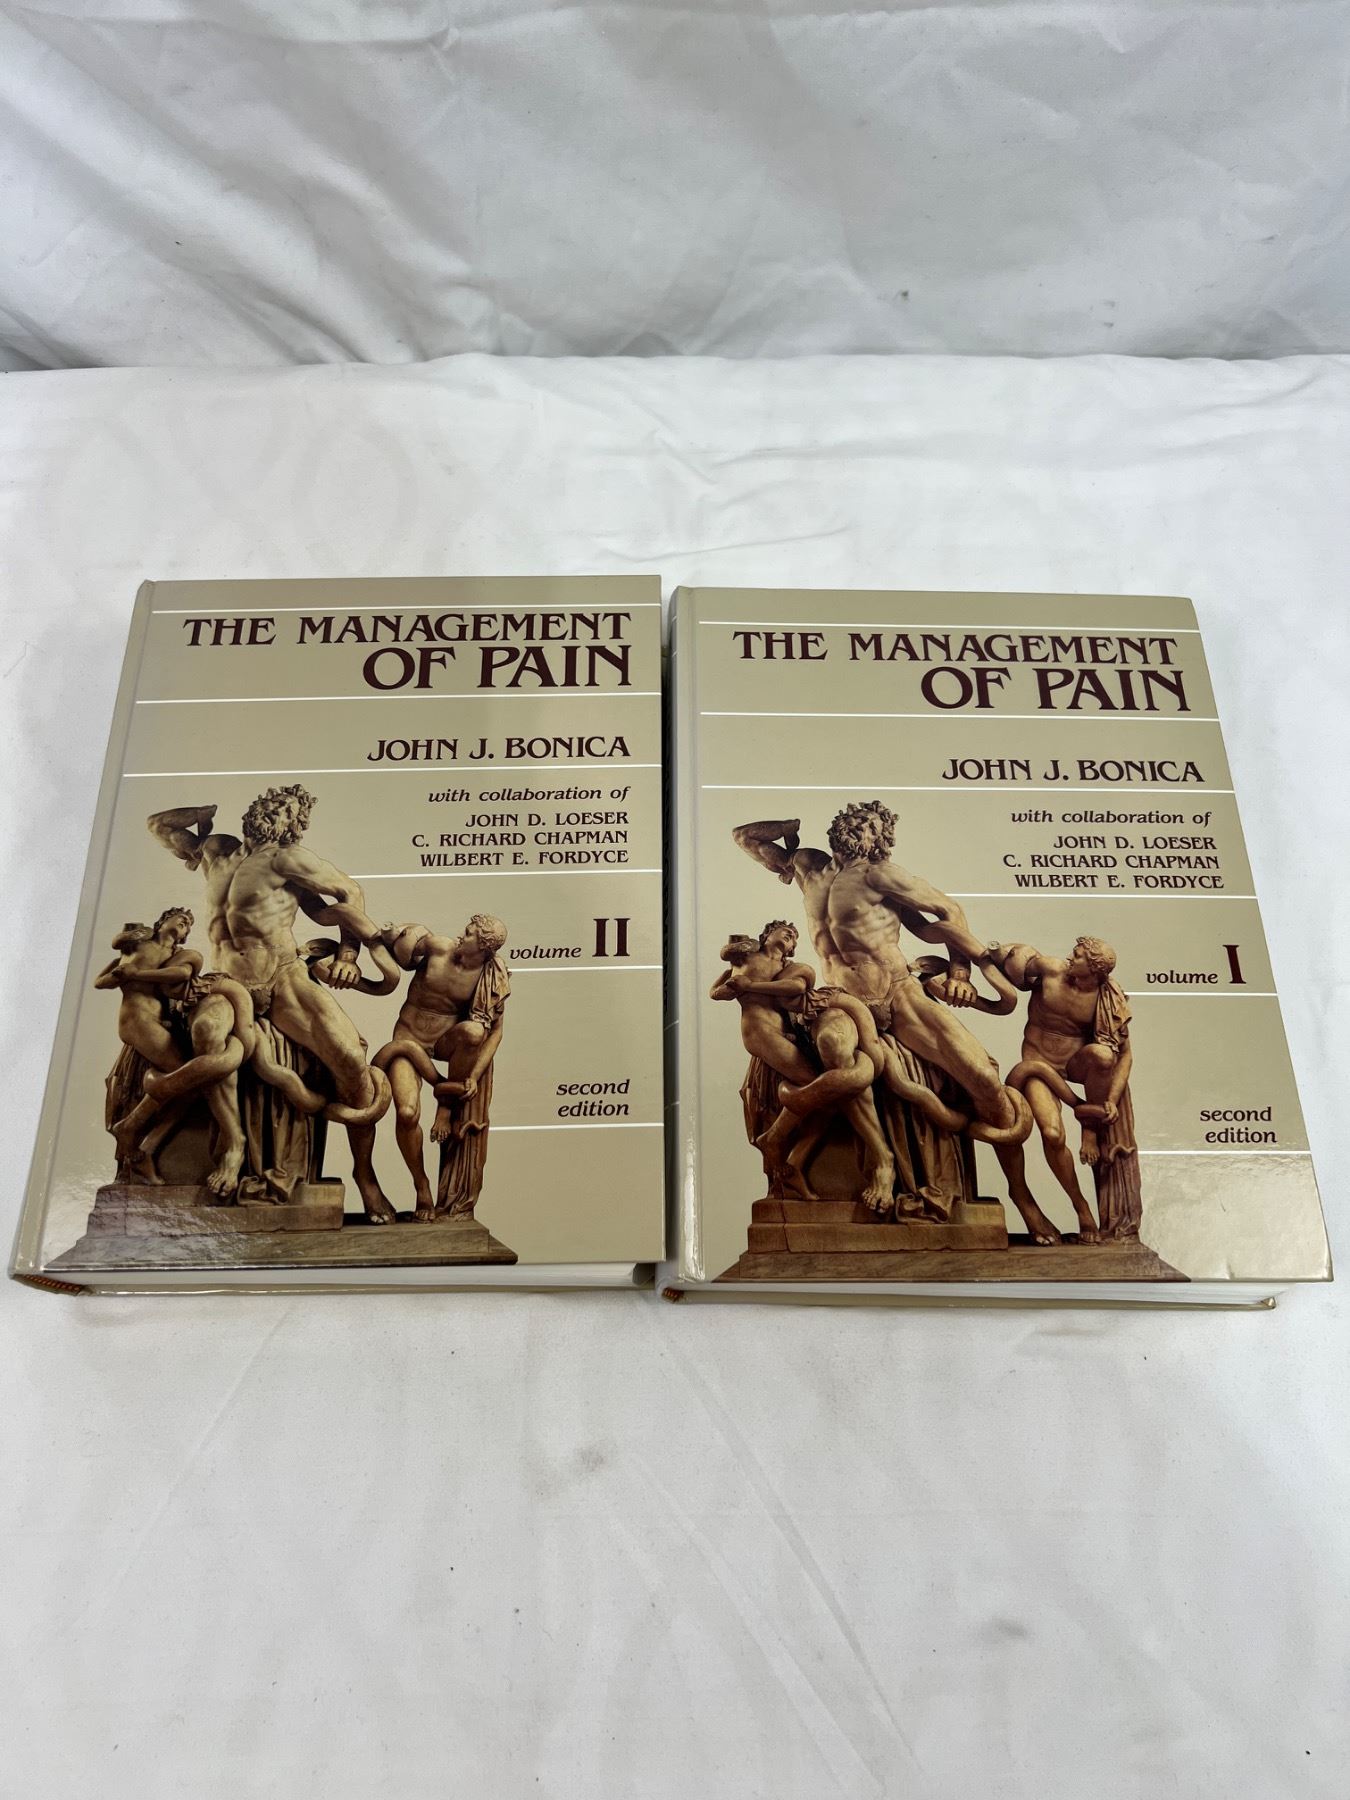 THE MANAGEMENT
OF PAIN
JOHN J. BONICA
with collaboration of
JOHN D. LOESER
C. RICHARD CHAPMAN
WILBERT E. FORDYCE
volume II
second
edition
THE MANAGEMENT
OF PAIN
JOHN J. BONICA
with collaboration of
JOHN D. LOESER
C. RICHARD CHAPMAN
WILBERT E. FORDYCE
volume I
second
edition